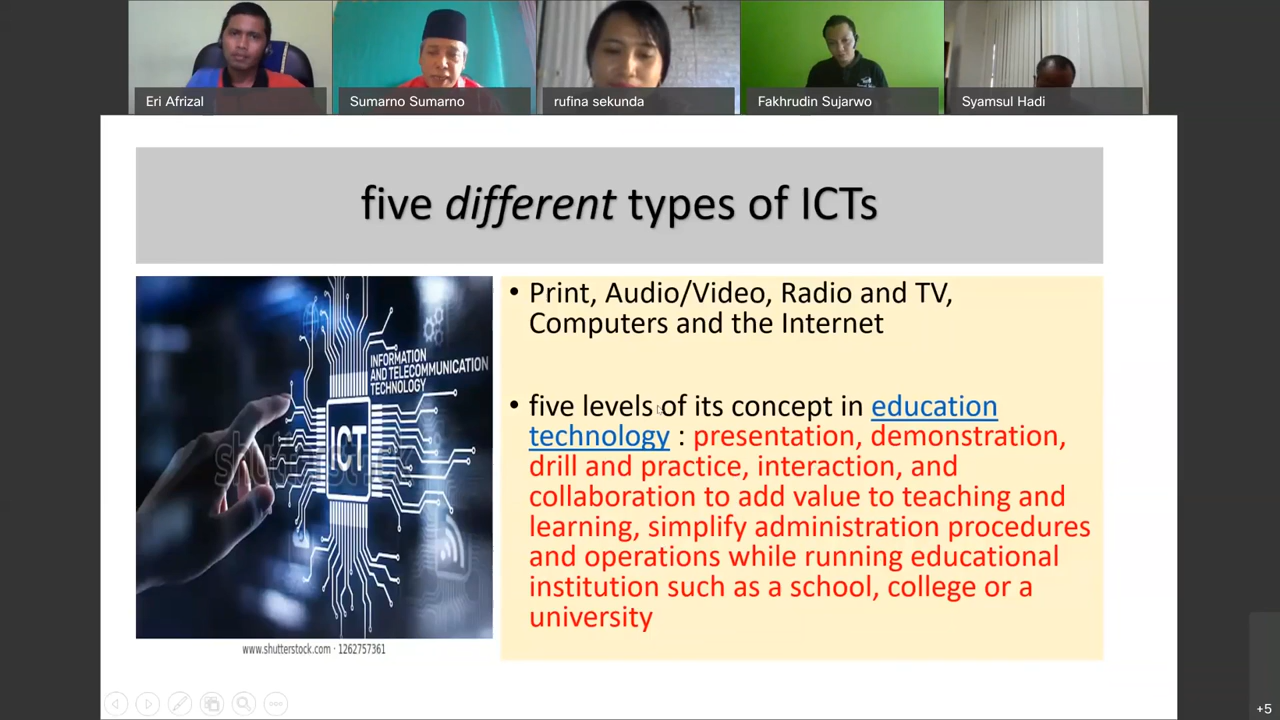 Eri Afrizal
Sumarno Sumarno
rufina sekunda
Fakhrudin Sujarwo
Syamsul Hadi
five different types of ICTs
INFORMATION
AND TELECOMMUNICATION
TECHNOLOGY
ICT
shutterstock
www.shutterstock.com · 1262757361
• Print, Audio/Video, Radio and TV,
Computers and the Internet
• five levels of its concept in education
technology : presentation, demonstration,
drill and practice, interaction, and
collaboration to add value to teaching and
learning, simplify administration procedures
and operations while running educational
institution such as a school, college or a
university
+5